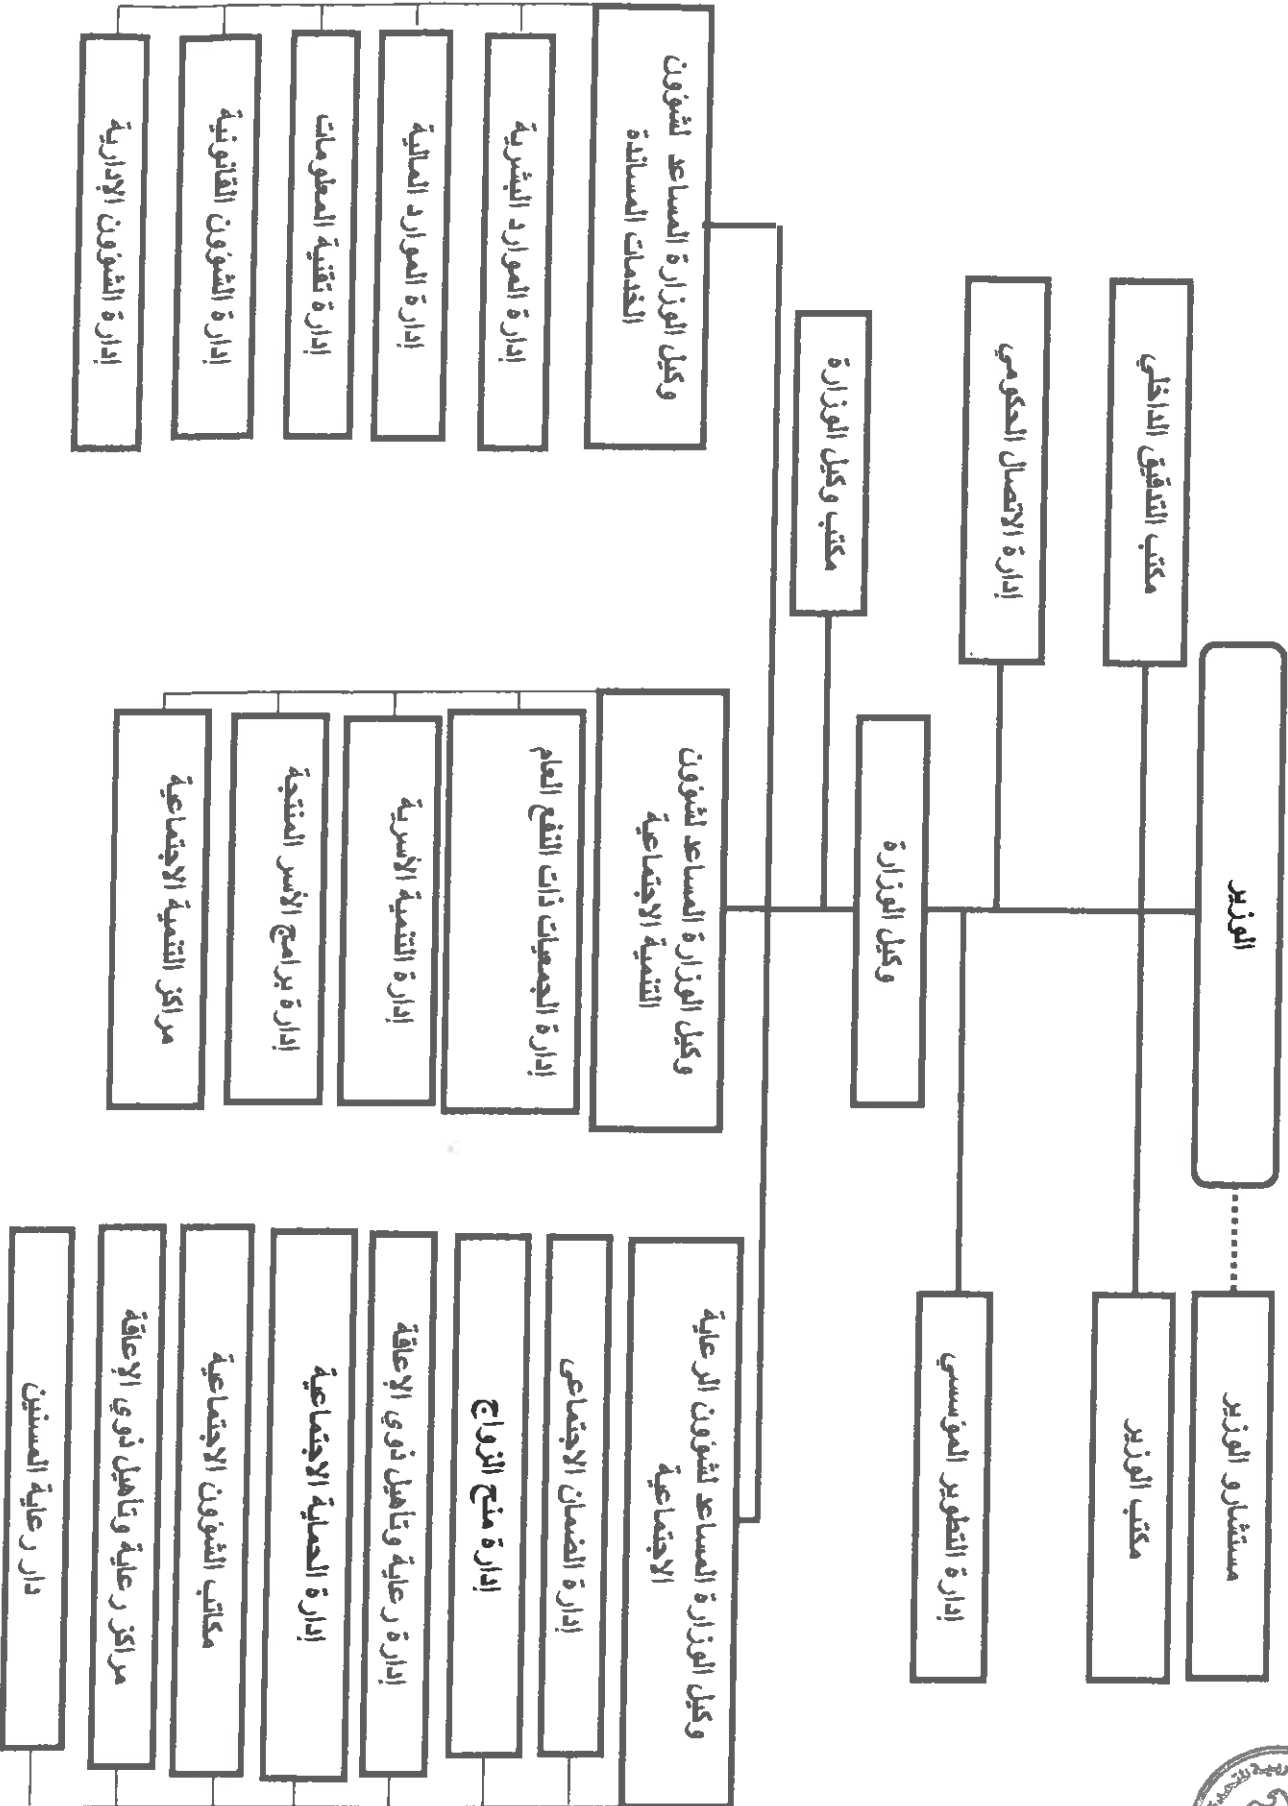 الوزير
مستشارو الوزير
مكتب التدقيق الداخلي
مكتب الوزير
إدارة الاتصال الحكومي
إدارة التطوير المؤسسي
وكيل الوزارة
مكتب وكيل الوزارة
وكيل الوزارة المساعد لشؤون الرعاية
الاجتماعية
إدارة الضمان الاجتماعى
إدارة منح الزواج
إدارة رعاية وتأهيل ذوي الإعاقة
إدارة الحماية الاجتماعية
مكاتب الشؤون الاجتماعية
مراكز رعاية وتأهيل ذوي الإعاقة
دار رعاية المسنين
وكيل الوزارة المساعد لشؤون
التنمية الاجتماعية
إدارة الجمعيات ذات النفع العام
إدارة التنمية الأسرية
إدارة برامج الأسر المنتجة
مراكز التنمية الاجتماعية
وكيل الوزارة المساعد لشؤون
الخدمات المساندة
إدارة الموارد البشرية
إدارة الموارد المالية
إدارة تقنية المعلومات
إدارة الشؤون القانونية
إدارة الشؤون الإدارية